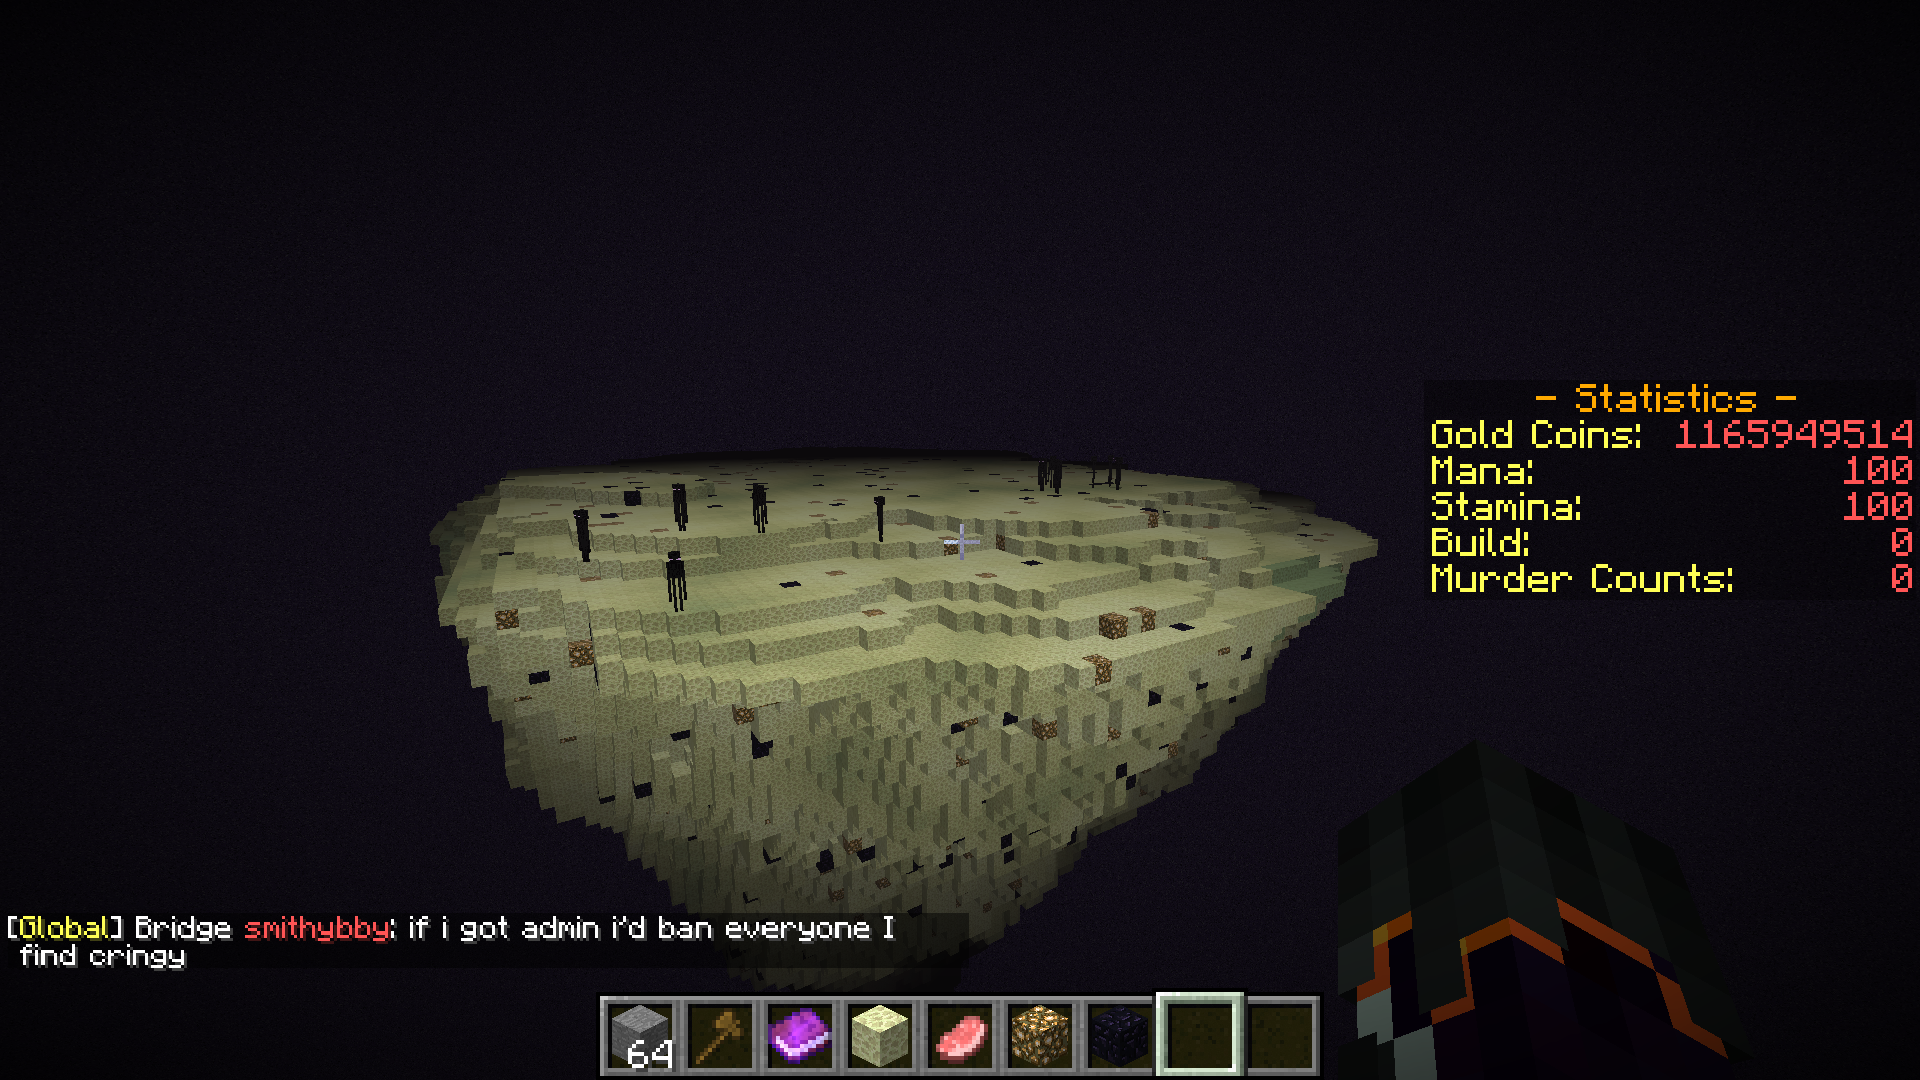 - Statistics -
Gold Coins: 1165949514
Mana: 100
Stamina: 100
Build: 0
Murder Counts: 0
[Global] Bridge smithybby: if i got admin i'd ban everyone I
find cringy
64